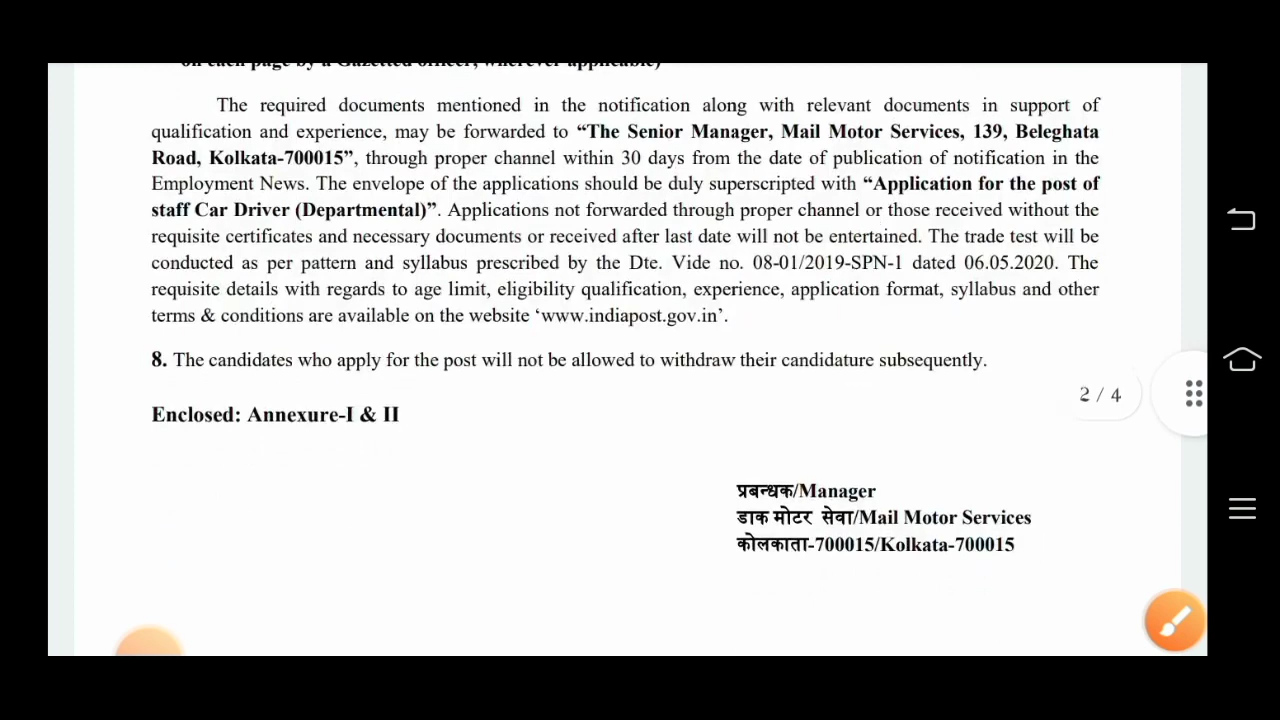 on each page by a Gazetted officer, wherever applicable)
The required documents mentioned in the notification along with relevant documents in support of
qualification and experience, may be forwarded to “The Senior Manager, Mail Motor Services, 139, Beleghata
Road, Kolkata-700015”, through proper channel within 30 days from the date of publication of notification in the
Employment News. The envelope of the applications should be duly superscripted with “Application for the post of
staff Car Driver (Departmental)”. Applications not forwarded through proper channel or those received without the
requisite certificates and necessary documents or received after last date will not be entertained. The trade test will be
conducted as per pattern and syllabus prescribed by the Dte. Vide no. 08-01/2019-SPN-1 dated 06.05.2020. The
requisite details with regards to age limit, eligibility qualification, experience, application format, syllabus and other
terms & conditions are available on the website ‘www.indiapost.gov.in’.
8. The candidates who apply for the post will not be allowed to withdraw their candidature subsequently.
2 / 4
Enclosed: Annexure-I & II
प्रबन्धक/Manager
डाक मोटर सेवा/Mail Motor Services
कोलकाता-700015/Kolkata-700015